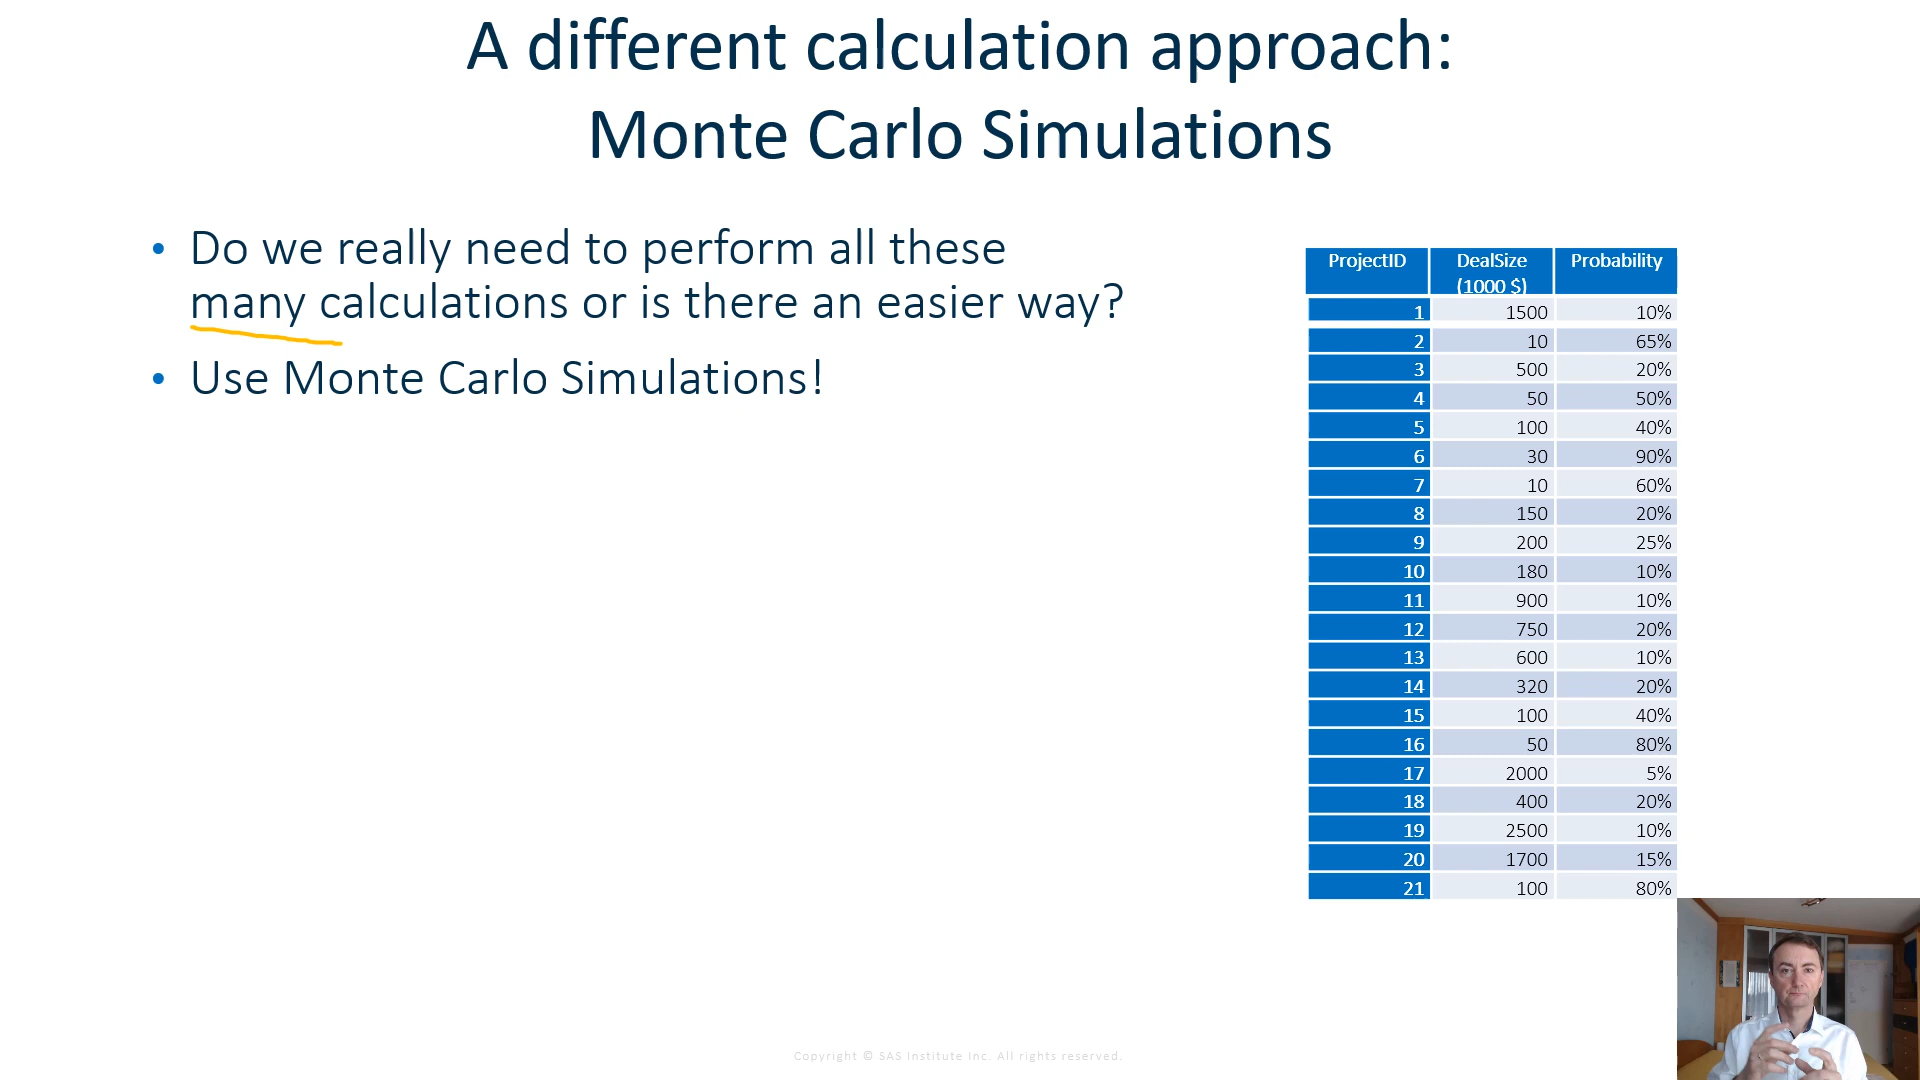 A different calculation approach:
Monte Carlo Simulations
• Do we really need to perform all these
many calculations or is there an easier way?
• Use Monte Carlo Simulations!
ProjectID DealSize (1000 $) Probability
1 1500 10%
2 10 65%
3 500 20%
4 50 50%
5 100 40%
6 30 90%
7 10 60%
8 150 20%
9 200 25%
10 180 10%
11 900 10%
12 750 20%
13 600 10%
14 320 20%
15 100 40%
16 50 80%
17 2000 5%
18 400 20%
19 2500 10%
20 1700 15%
21 100 80%
Copyright © SAS Institute Inc. All rights reserved.